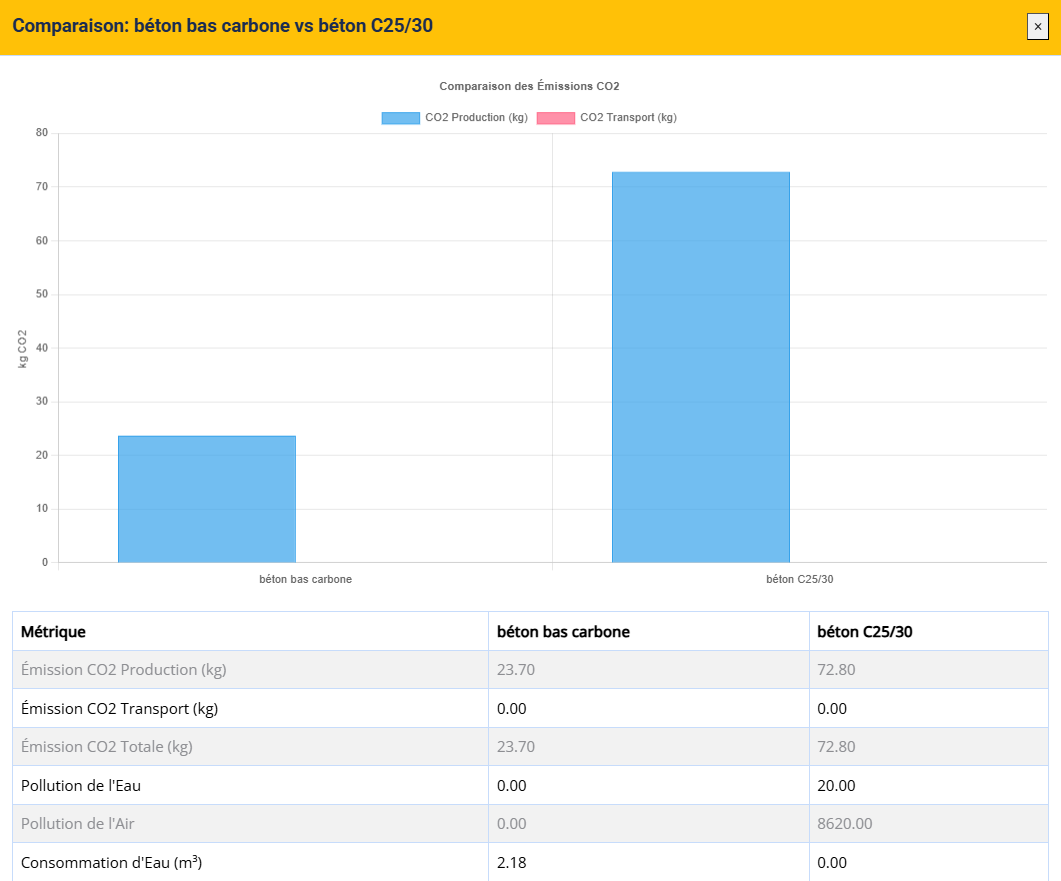 Comparaison: béton bas carbone vs béton C25/30
×
Comparaison des Émissions CO2
CO2 Production (kg) CO2 Transport (kg)
80
70
60
50
40
30
20
10
0
kg CO2
béton bas carbone béton C25/30
Métrique béton bas carbone béton C25/30
Émission CO2 Production (kg) 23.70 72.80
Émission CO2 Transport (kg) 0.00 0.00
Émission CO2 Totale (kg) 23.70 72.80
Pollution de l'Eau 0.00 20.00
Pollution de l'Air 0.00 8620.00
Consommation d'Eau (m³) 2.18 0.00